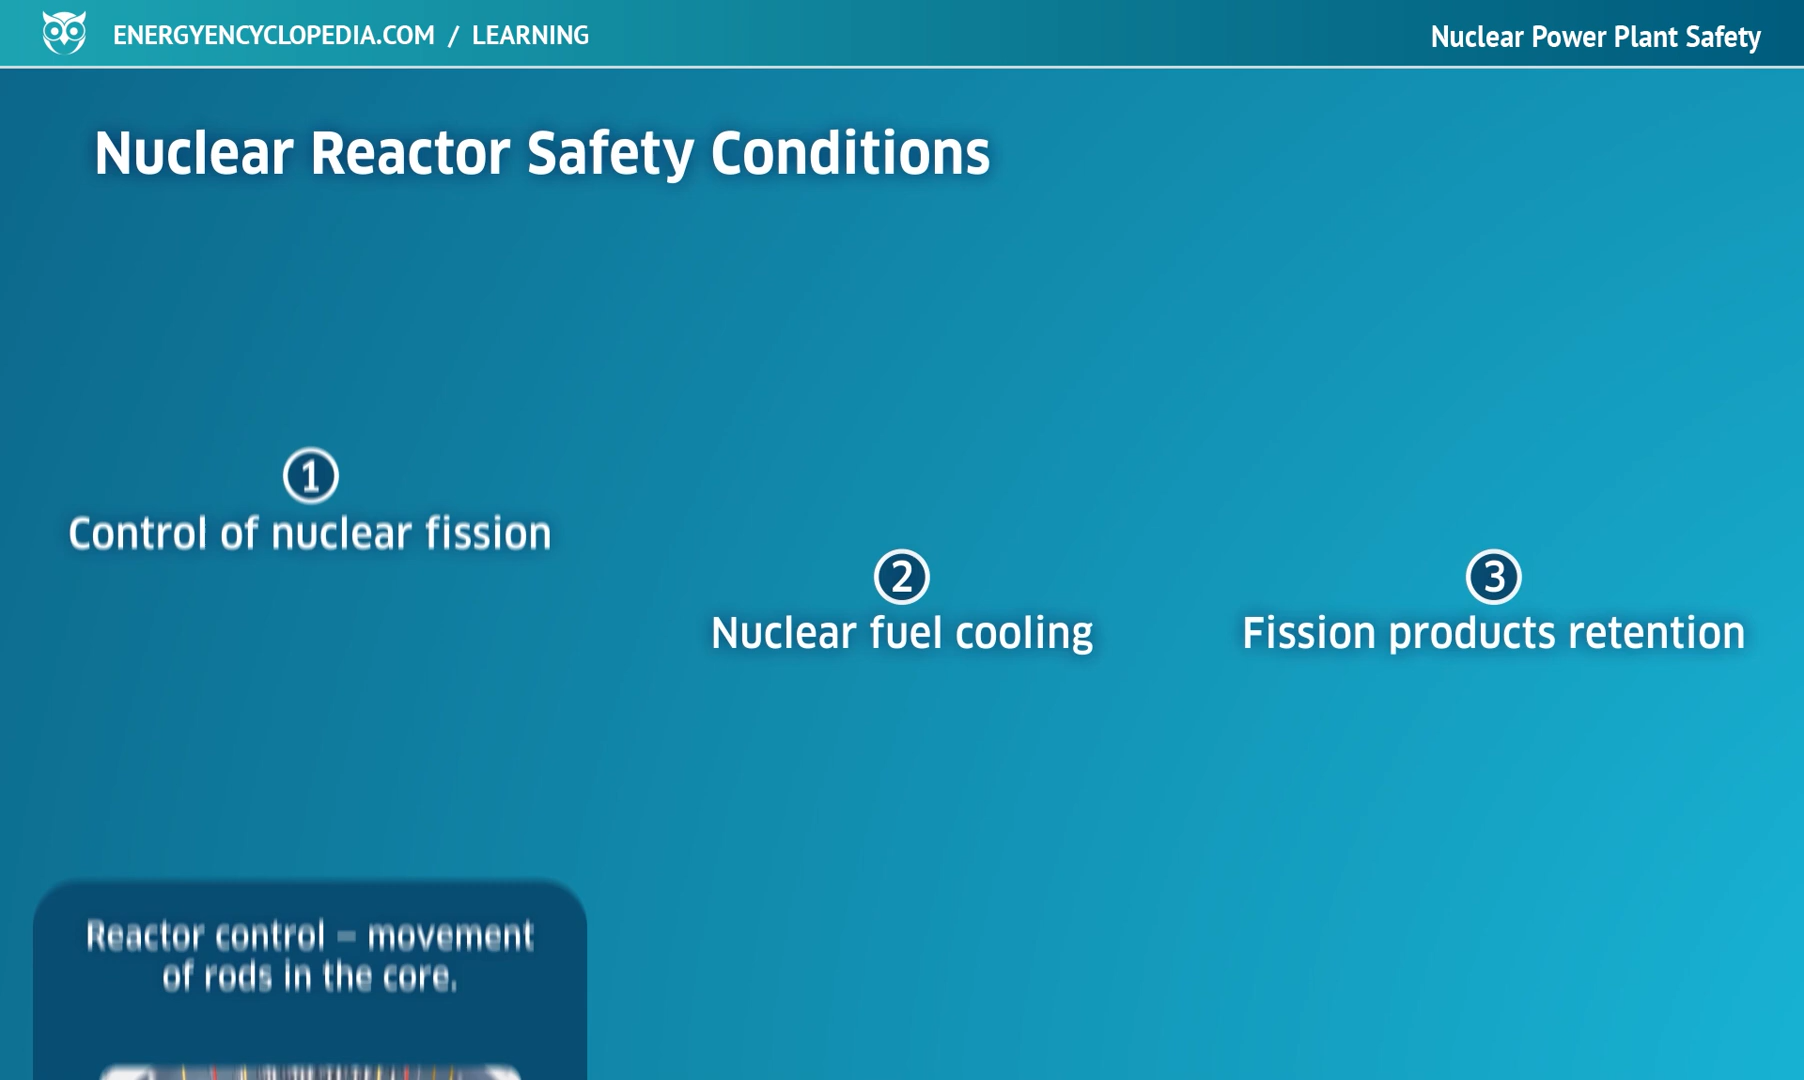 ENERGYENCYCLOPEDIA.COM / LEARNING
Nuclear Power Plant Safety
Nuclear Reactor Safety Conditions
1
Control of nuclear fission
2
Nuclear fuel cooling
3
Fission products retention
Reactor control – movement
of rods in the core.